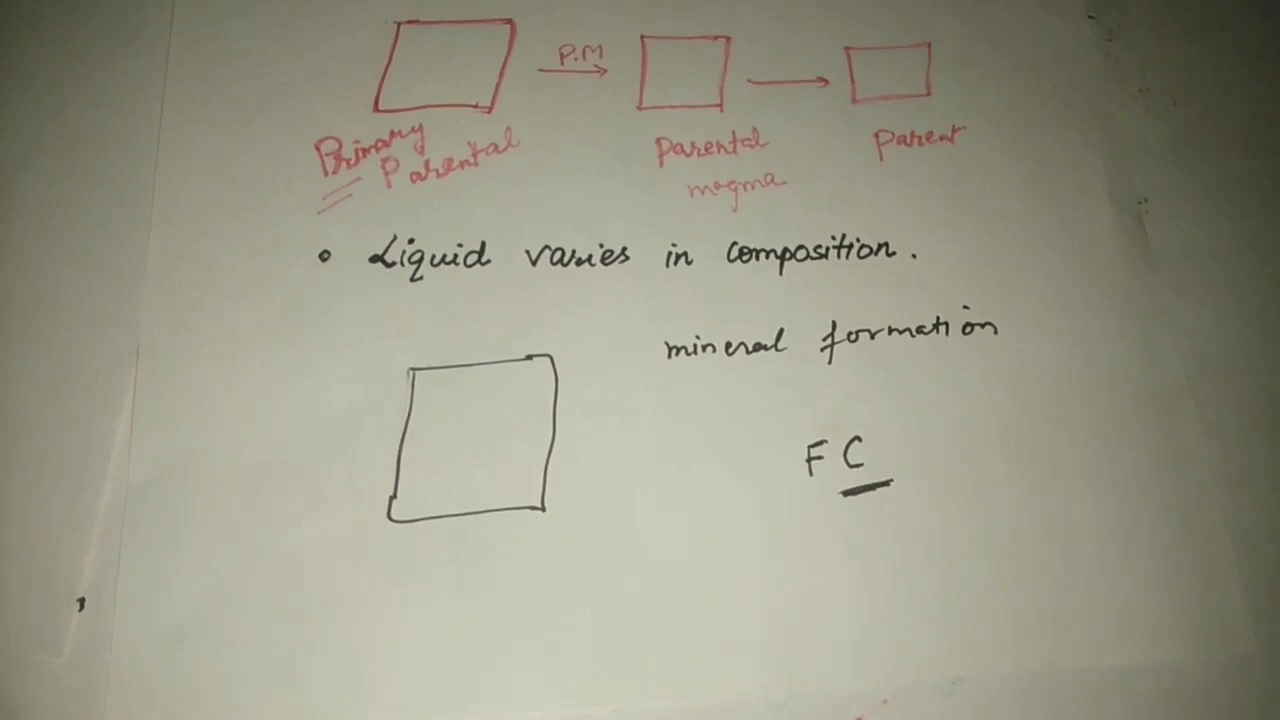 P.M
Primary
Parental
Parental
magma
Parent
• Liquid varies in composition.
mineral formation
FC